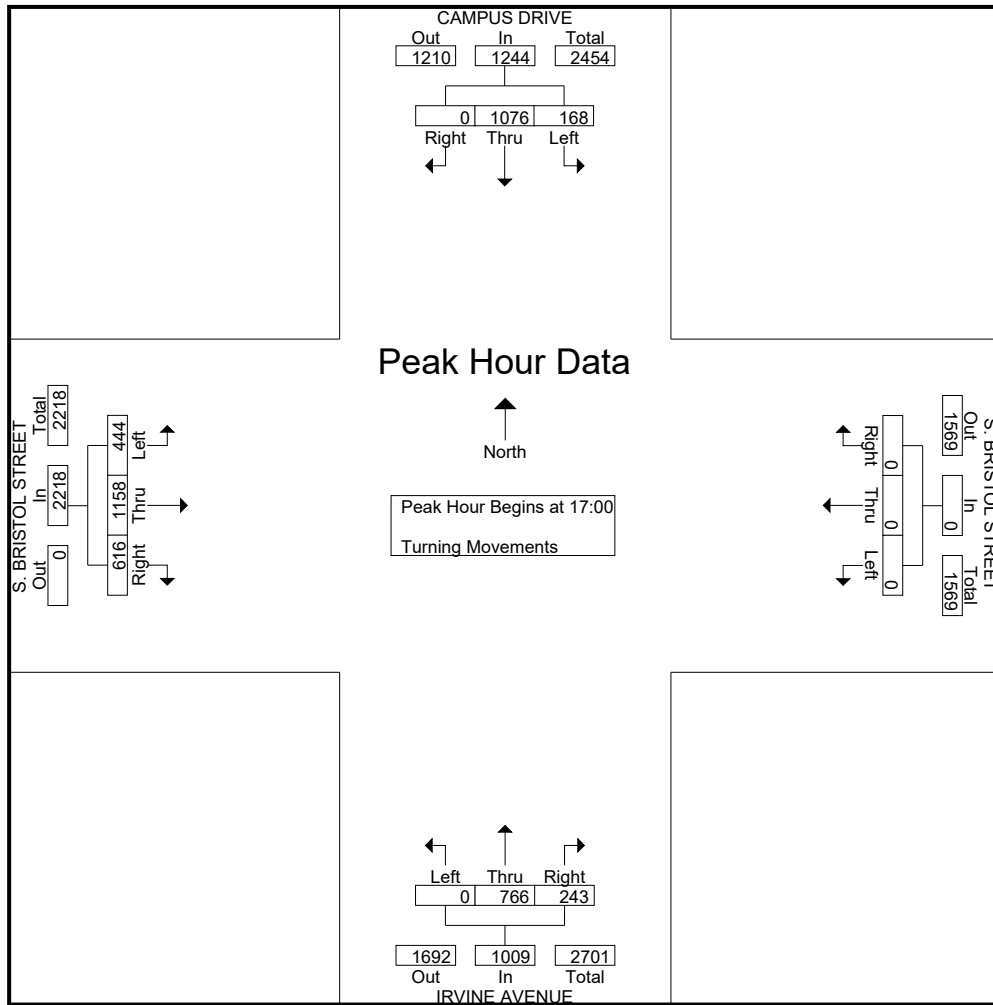 CAMPUS DRIVE
Out In Total
1210 1244 2454
0 1076 168
Right Thru Left
Peak Hour Data
North
Peak Hour Begins at 17:00
Turning Movements
S. BRISTOL STREET
Total In Out
2218 2218 0
444 1158 616
Left Thru Right
S. BRISTOL STREET
Out In Total
1569 0 1569
Right Thru Left
0 0 0
Left Thru Right
0 766 243
1692 1009 2701
Out In Total
IRVINE AVENUE